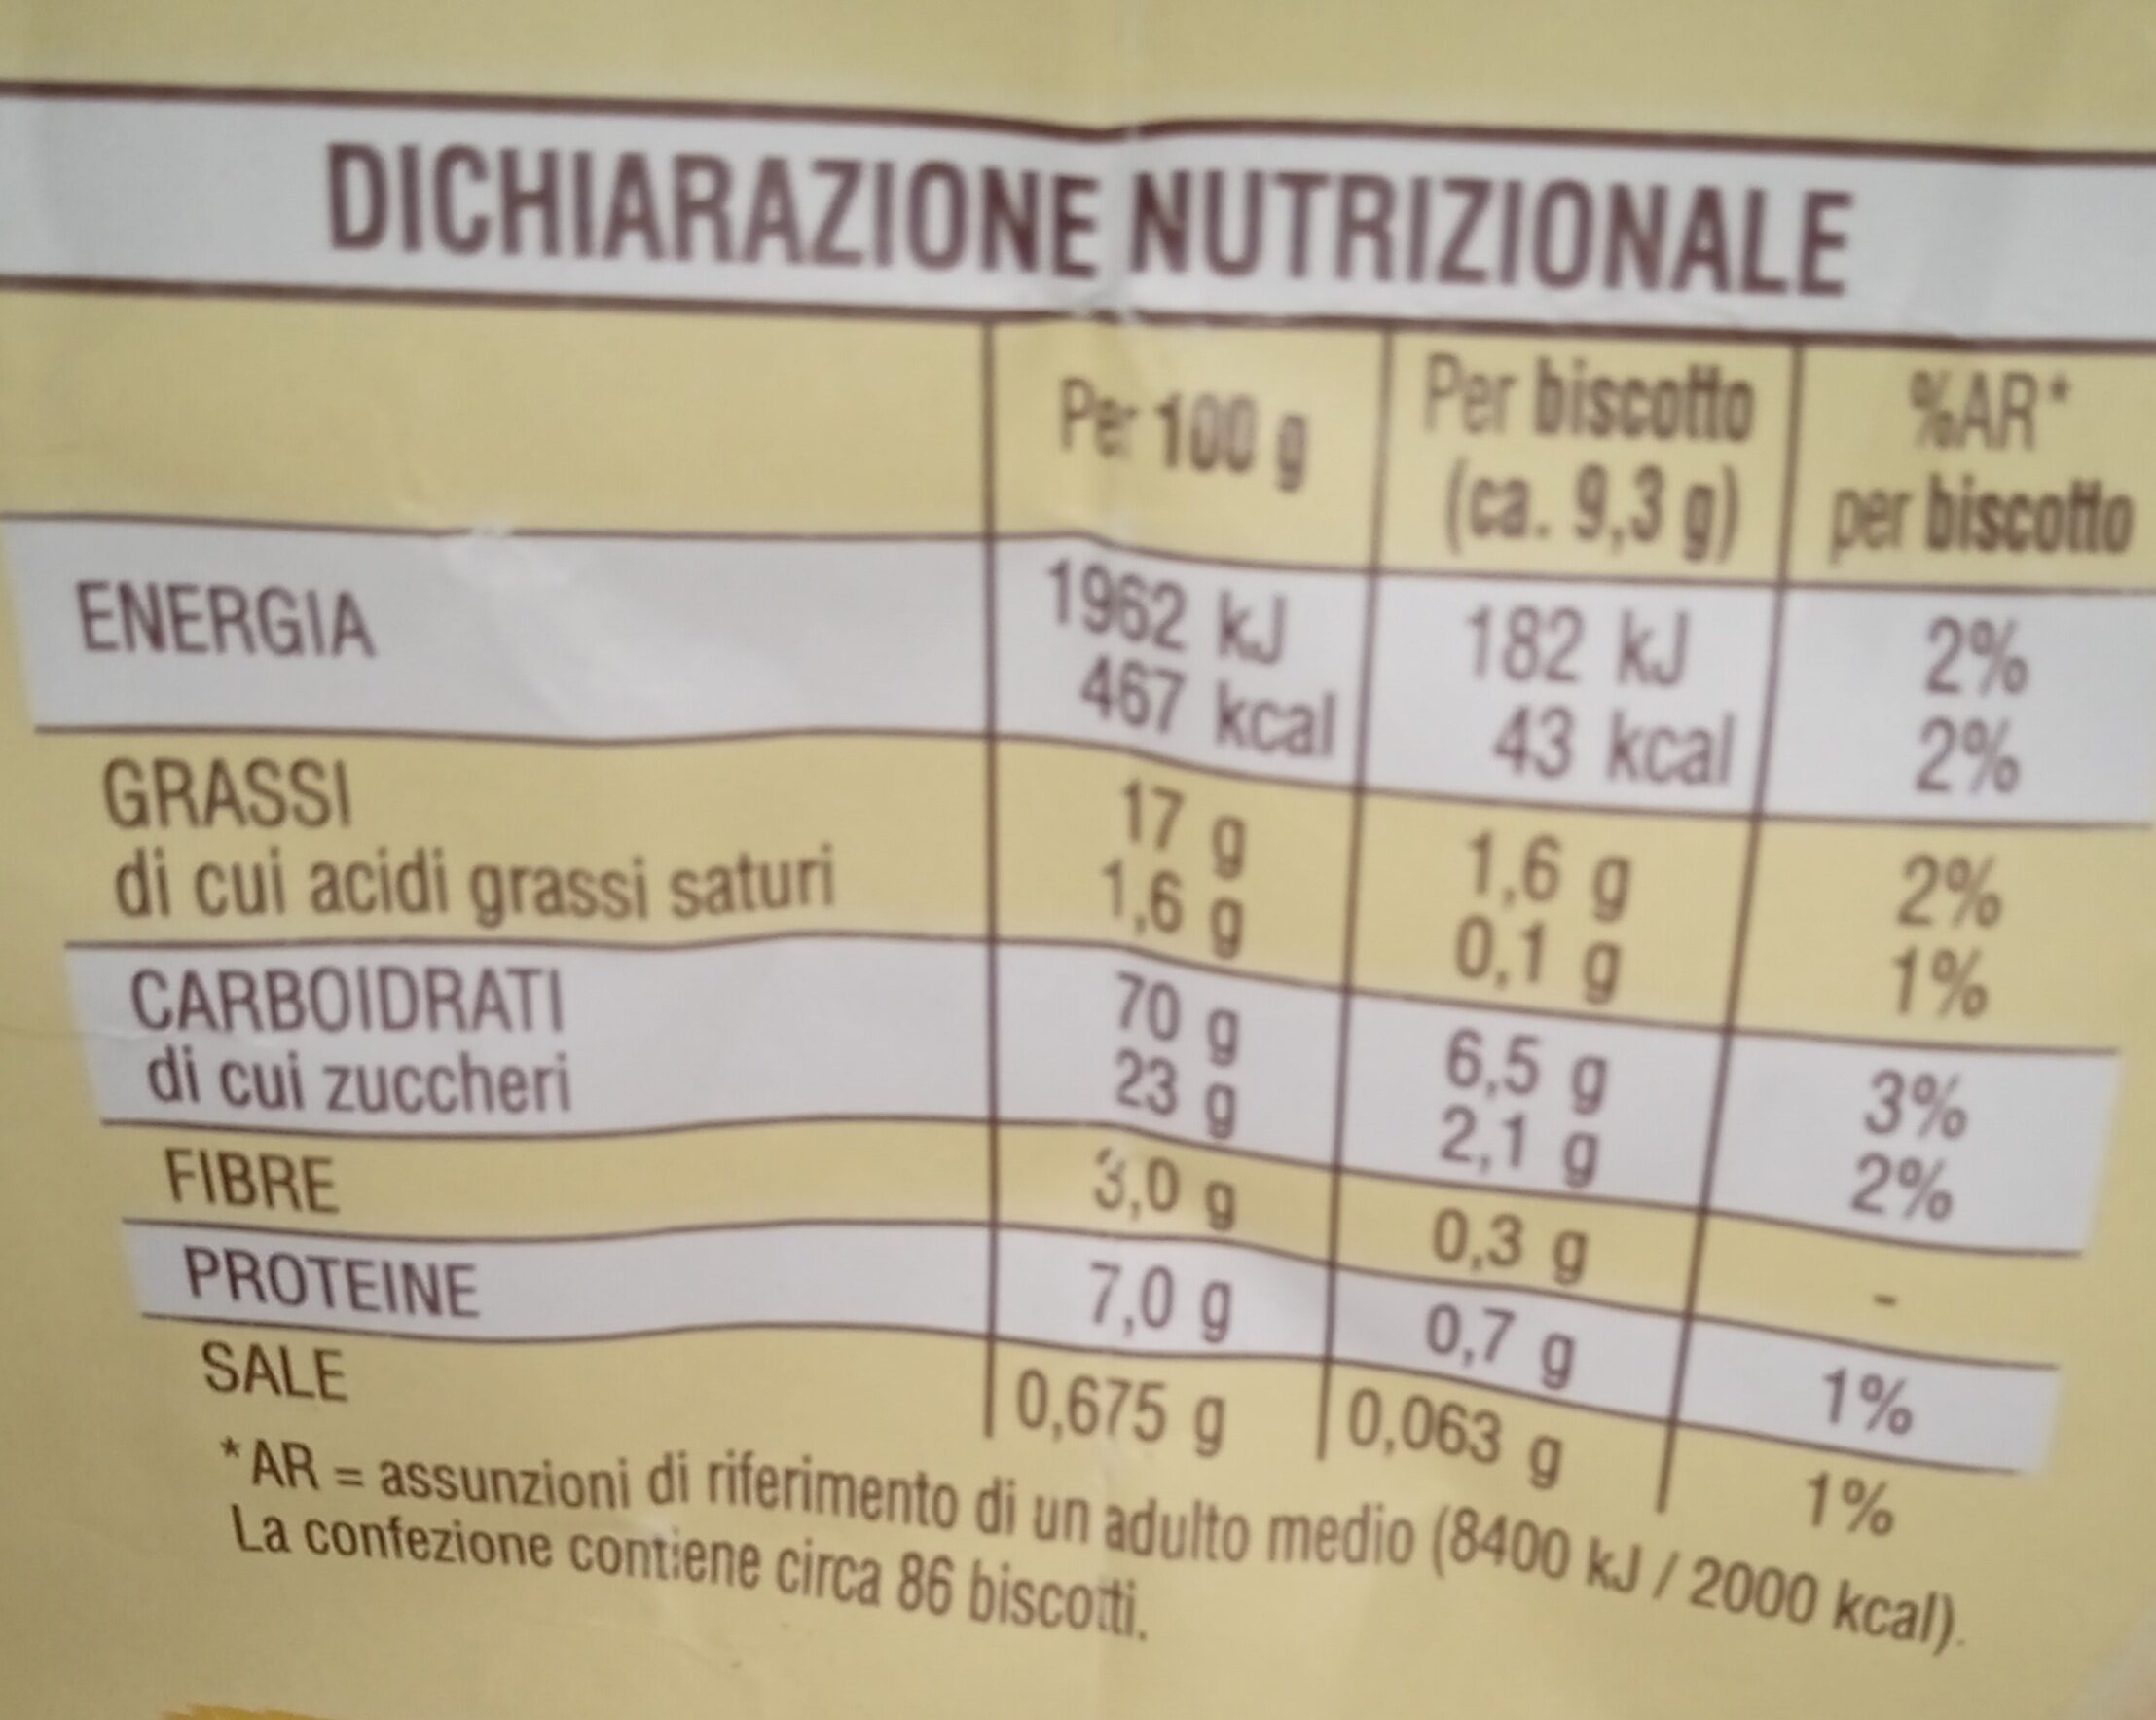 DICHIARAZIONE NUTRIZIONALE
Per 100 g Per biscotto (ca. 9,3 g) %AR* per biscotto
ENERGIA 1962 kJ 182 kJ 2%
467 kcal 43 kcal 2%
GRASSI 17 g 1,6 g 2%
di cui acidi grassi saturi 1,6 g 0,1 g 1%
CARBOIDRATI 70 g 6,5 g 3%
di cui zuccheri 23 g 2,1 g 2%
FIBRE 3,0 g 0,3 g -
PROTEINE 7,0 g 0,7 g 1%
SALE 0,675 g 0,063 g 1%
*AR = assunzioni di riferimento di un adulto medio (8400 kJ / 2000 kcal).
La confezione contiene circa 86 biscotti.